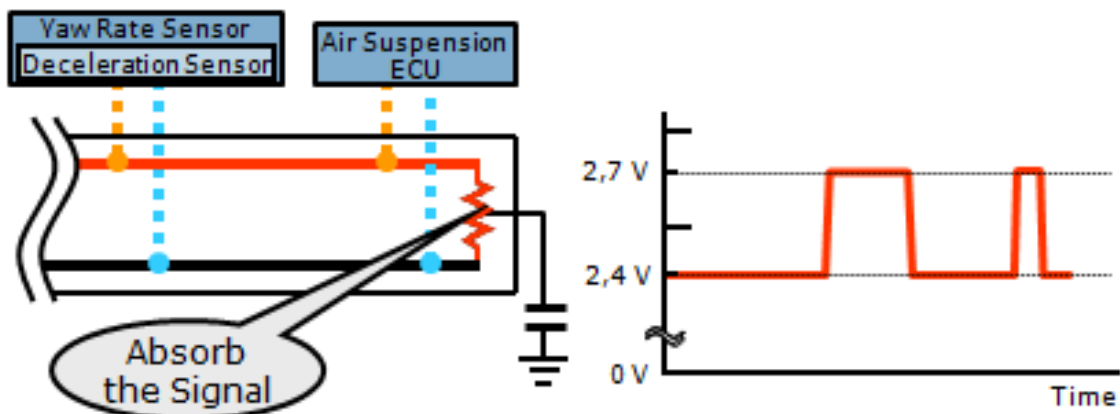 Yaw Rate Sensor
Deceleration Sensor
Air Suspension
ECU
Absorb
the Signal
2,7 V
2,4 V
0 V
Time